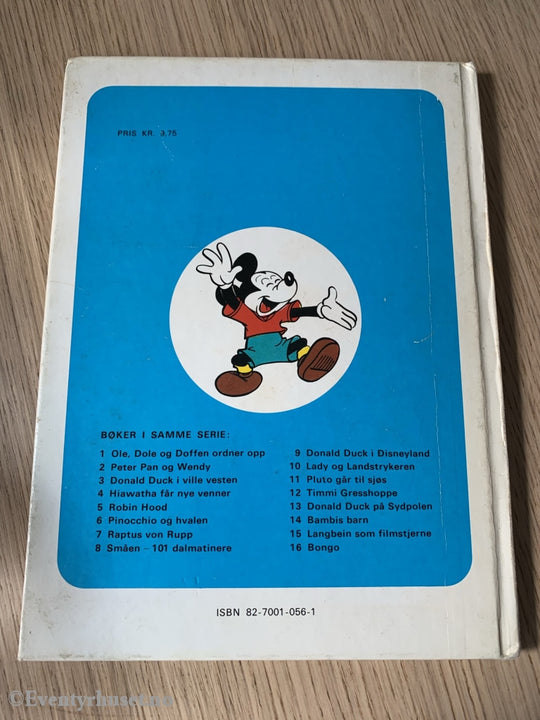 PRIS KR. 9,75
BØKER I SAMME SERIE:
1 Ole, Dole og Doffen ordner opp
2 Peter Pan og Wendy
3 Donald Duck i ville vesten
4 Hiawatha får nye venner
5 Robin Hood
6 Pinocchio og hvalen
7 Raptus von Rupp
8 Småen – 101 dalmatinere
9 Donald Duck i Disneyland
10 Lady og Landstrykeren
11 Pluto går til sjøs
12 Timmi Gresshoppe
13 Donald Duck på Sydpolen
14 Bambis barn
15 Langbein som filmstjerne
16 Bongo
ISBN 82-7001-056-1
© Eventyrhuset.no